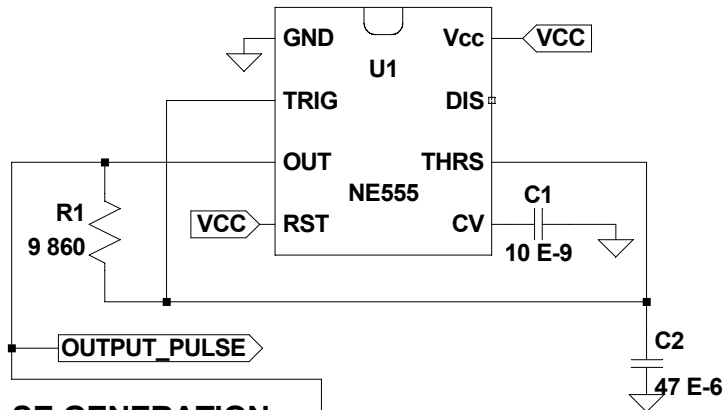 GND
Vcc
VCC
U1
TRIG
DIS
OUT
THRS
R1
9 860
NE555
C1
VCC
RST
CV
10 E-9
OUTPUT_PULSE
C2
47 E-6
GENERATION